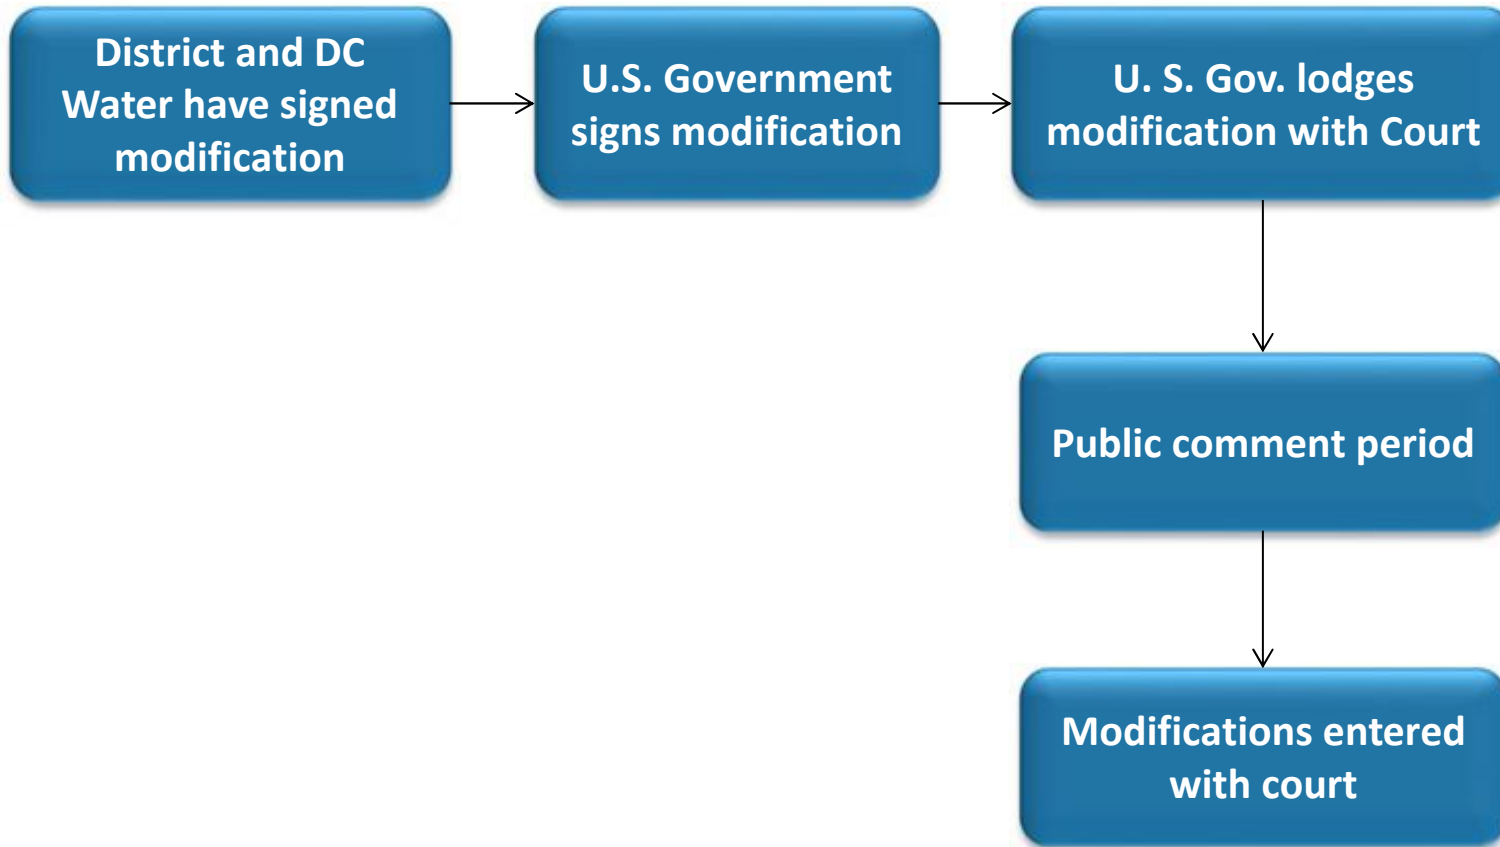 District and DC
Water have signed
modification
U.S. Government
signs modification
U. S. Gov. lodges
modification with Court
Public comment period
Modifications entered
with court